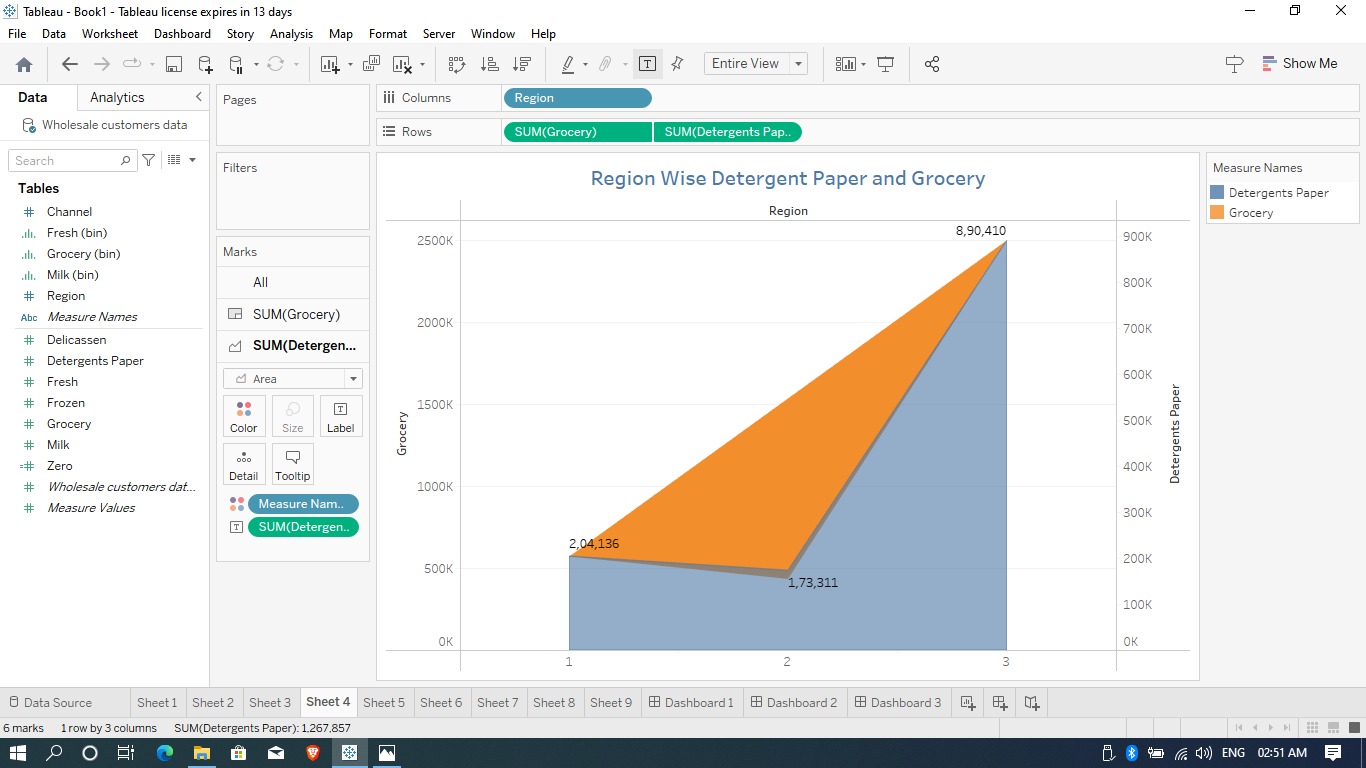 Tableau - Book1 - Tableau license expires in 13 days
File Data Worksheet Dashboard Story Analysis Map Format Server Window Help
Entire View Show Me
Data Analytics
Wholesale customers data
Search
Tables
Channel
Fresh (bin)
Grocery (bin)
Milk (bin)
Region
Abc Measure Names
Delicassen
Detergents Paper
Fresh
Frozen
Grocery
Milk
Zero
Wholesale customers dat...
Measure Values
Pages
Filters
Marks
All
SUM(Grocery)
SUM(Detergen...
Area
Color Size Label
Detail Tooltip
Measure Nam..
SUM(Detergen..
Columns Region
Rows SUM(Grocery) SUM(Detergents Pap..
Region Wise Detergent Paper and Grocery
Region
2500K
2000K
1500K
1000K
500K
0K
Grocery
8,90,410
2,04,136
1,73,311
1 2 3
900K
800K
700K
600K
500K
400K
300K
200K
100K
0K
Detergents Paper
Measure Names
Detergents Paper
Grocery
Data Source Sheet 1 Sheet 2 Sheet 3 Sheet 4 Sheet 5 Sheet 6 Sheet 7 Sheet 8 Sheet 9 Dashboard 1 Dashboard 2 Dashboard 3
6 marks 1 row by 3 columns SUM(Detergents Paper): 1,267,857
ENG 02:51 AM